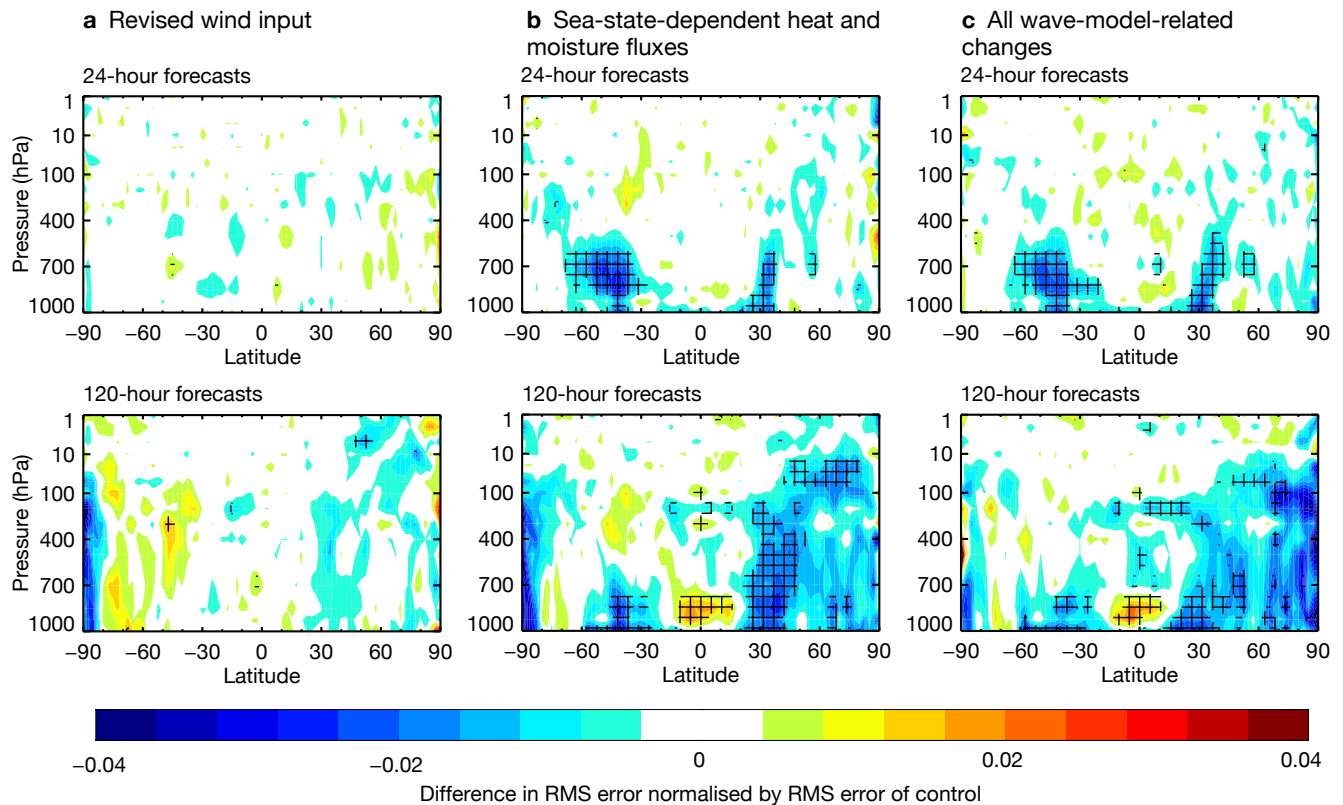 a Revised wind input
b Sea-state-dependent heat and
moisture fluxes
c All wave-model-related
changes
24-hour forecasts
24-hour forecasts
24-hour forecasts
Pressure (hPa)
1
10
100
400
700
1000
−90 −60 −30 0 30 60 90
Latitude
1
10
100
400
700
1000
−90 −60 −30 0 30 60 90
Latitude
1
10
100
400
700
1000
−90 −60 −30 0 30 60 90
Latitude
120-hour forecasts
120-hour forecasts
120-hour forecasts
Pressure (hPa)
1
10
100
400
700
1000
−90 −60 −30 0 30 60 90
Latitude
1
10
100
400
700
1000
−90 −60 −30 0 30 60 90
Latitude
1
10
100
400
700
1000
−90 −60 −30 0 30 60 90
Latitude
−0.04 −0.02 0 0.02 0.04
Difference in RMS error normalised by RMS error of control